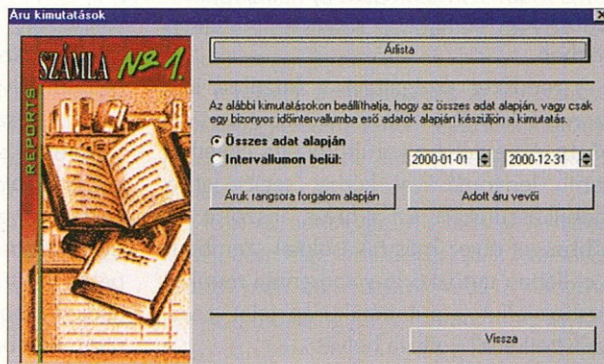 Áru kimutatások
SZÁMLA № 1.
REPORTS
Árlista
Az alábbi kimutatásokon beállíthatja, hogy az összes adat alapján, vagy csak
egy bizonyos időintervallumba eső adatok alapján készüljön a kimutatás.
Összes adat alapján
Intervallumon belül:
2000-01-01
2000-12-31
Áruk rangsora forgalom alapján
Adott áru vevői
Vissza